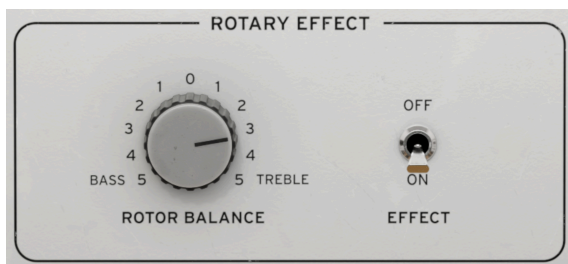 ROTARY EFFECT
0
1 1
2 2
3 3
4 4
BASS 5 5 TREBLE
ROTOR BALANCE
OFF
ON
EFFECT